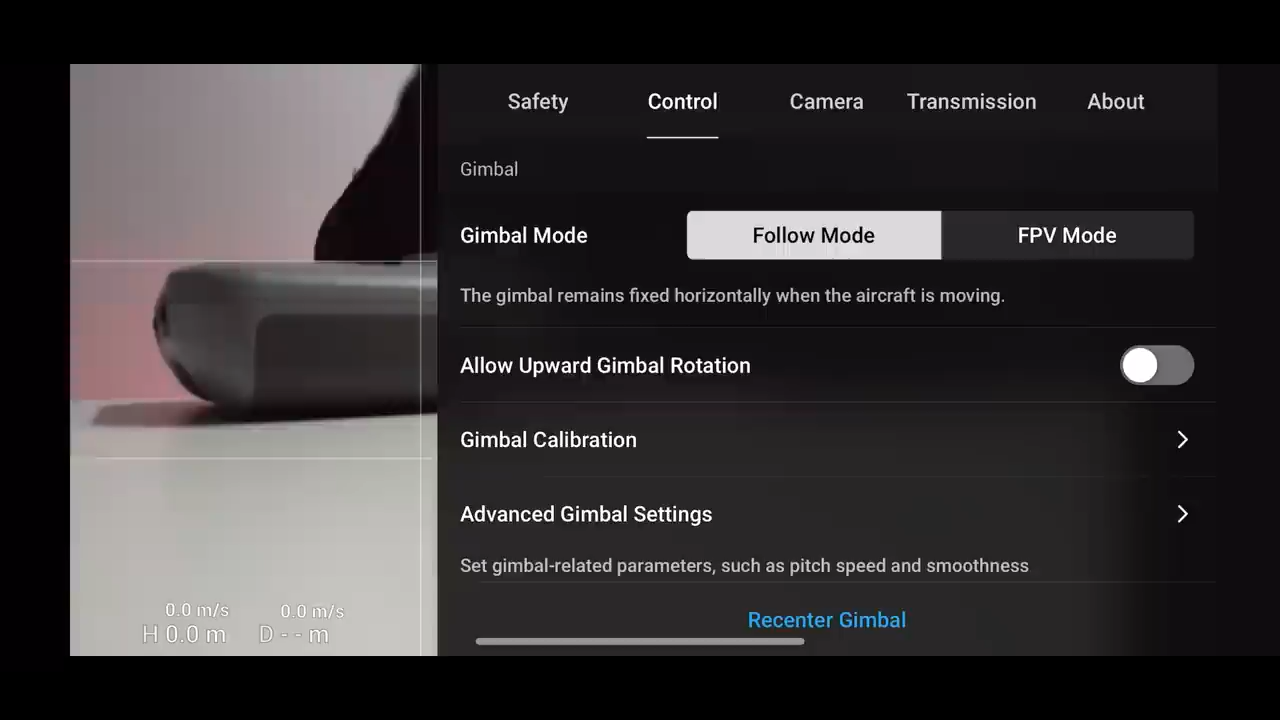 Safety Control Camera Transmission About
Gimbal
Gimbal Mode Follow Mode FPV Mode
The gimbal remains fixed horizontally when the aircraft is moving.
Allow Upward Gimbal Rotation
Gimbal Calibration
Advanced Gimbal Settings
Set gimbal-related parameters, such as pitch speed and smoothness
Recenter Gimbal
0.0 m/s 0.0 m/s
H 0.0 m D - - m